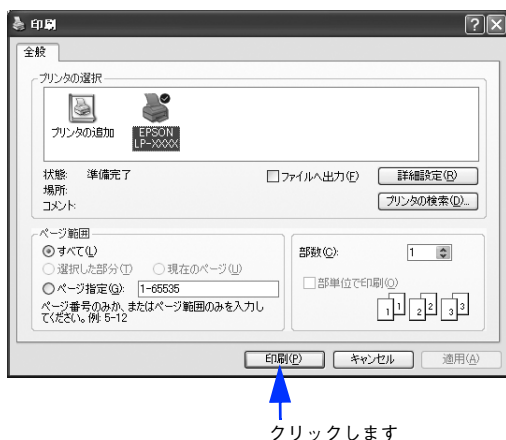 印刷
全般
プリンタの選択
プリンタの追加
EPSON
LP-XXXX
状態: 準備完了
場所:
コメント:
ファイルへ出力(F)
詳細設定(R)
プリンタの検索(D)...
ページ範囲
すべて(L)
選択した部分(T) 現在のページ(U)
ページ指定(G): 1-65535
ページ番号のみか、またはページ範囲のみを入力し
てください。例: 5-12
部数(C): 1
部単位で印刷(O)
1 1 2 2 3 3
印刷(P) キャンセル 適用(A)
クリックします